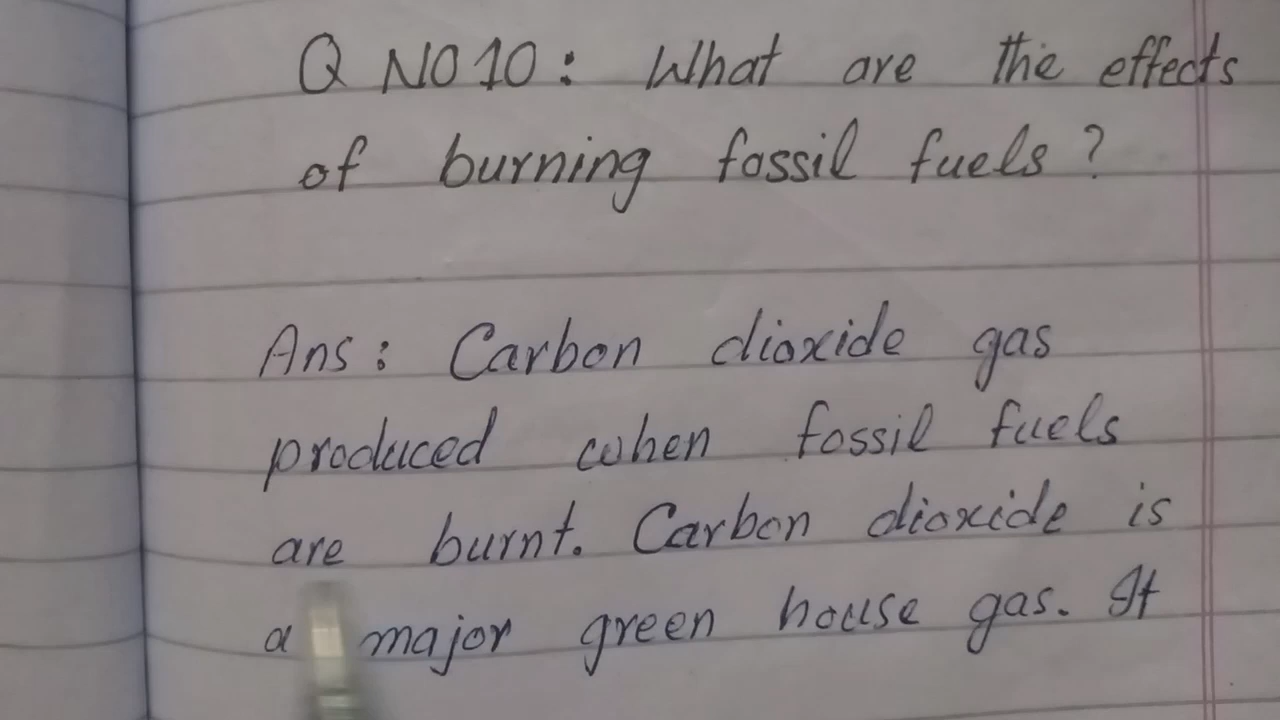 Q NO 10: What are the effects
of burning fossil fuels?
Ans: Carbon dioxide gas
produced when fossil fuels
are burnt. Carbon dioxide is
a major green house gas. It